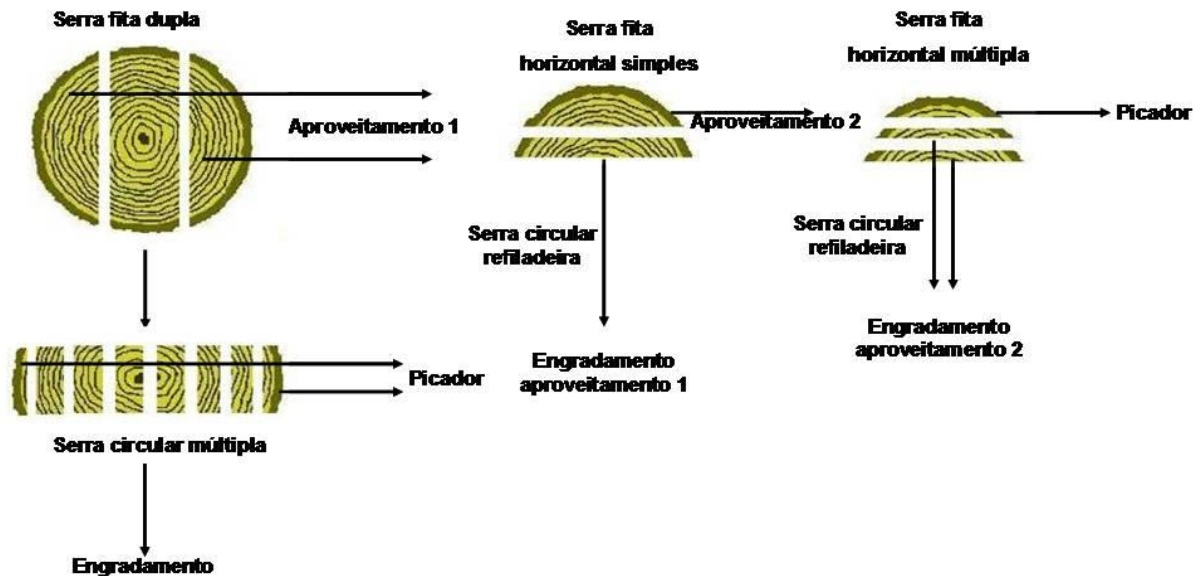 Serra fita dupla
Serra fita
horizontal simples
Serra fita
horizontal múltipla
Aproveitamento 1
Aproveitamento 2
Picador
Serra circular
refiladeira
Serra circular
refiladeira
Engradamento
aproveitamento 1
Engradamento
aproveitamento 2
Picador
Serra circular múltipla
Engradamento